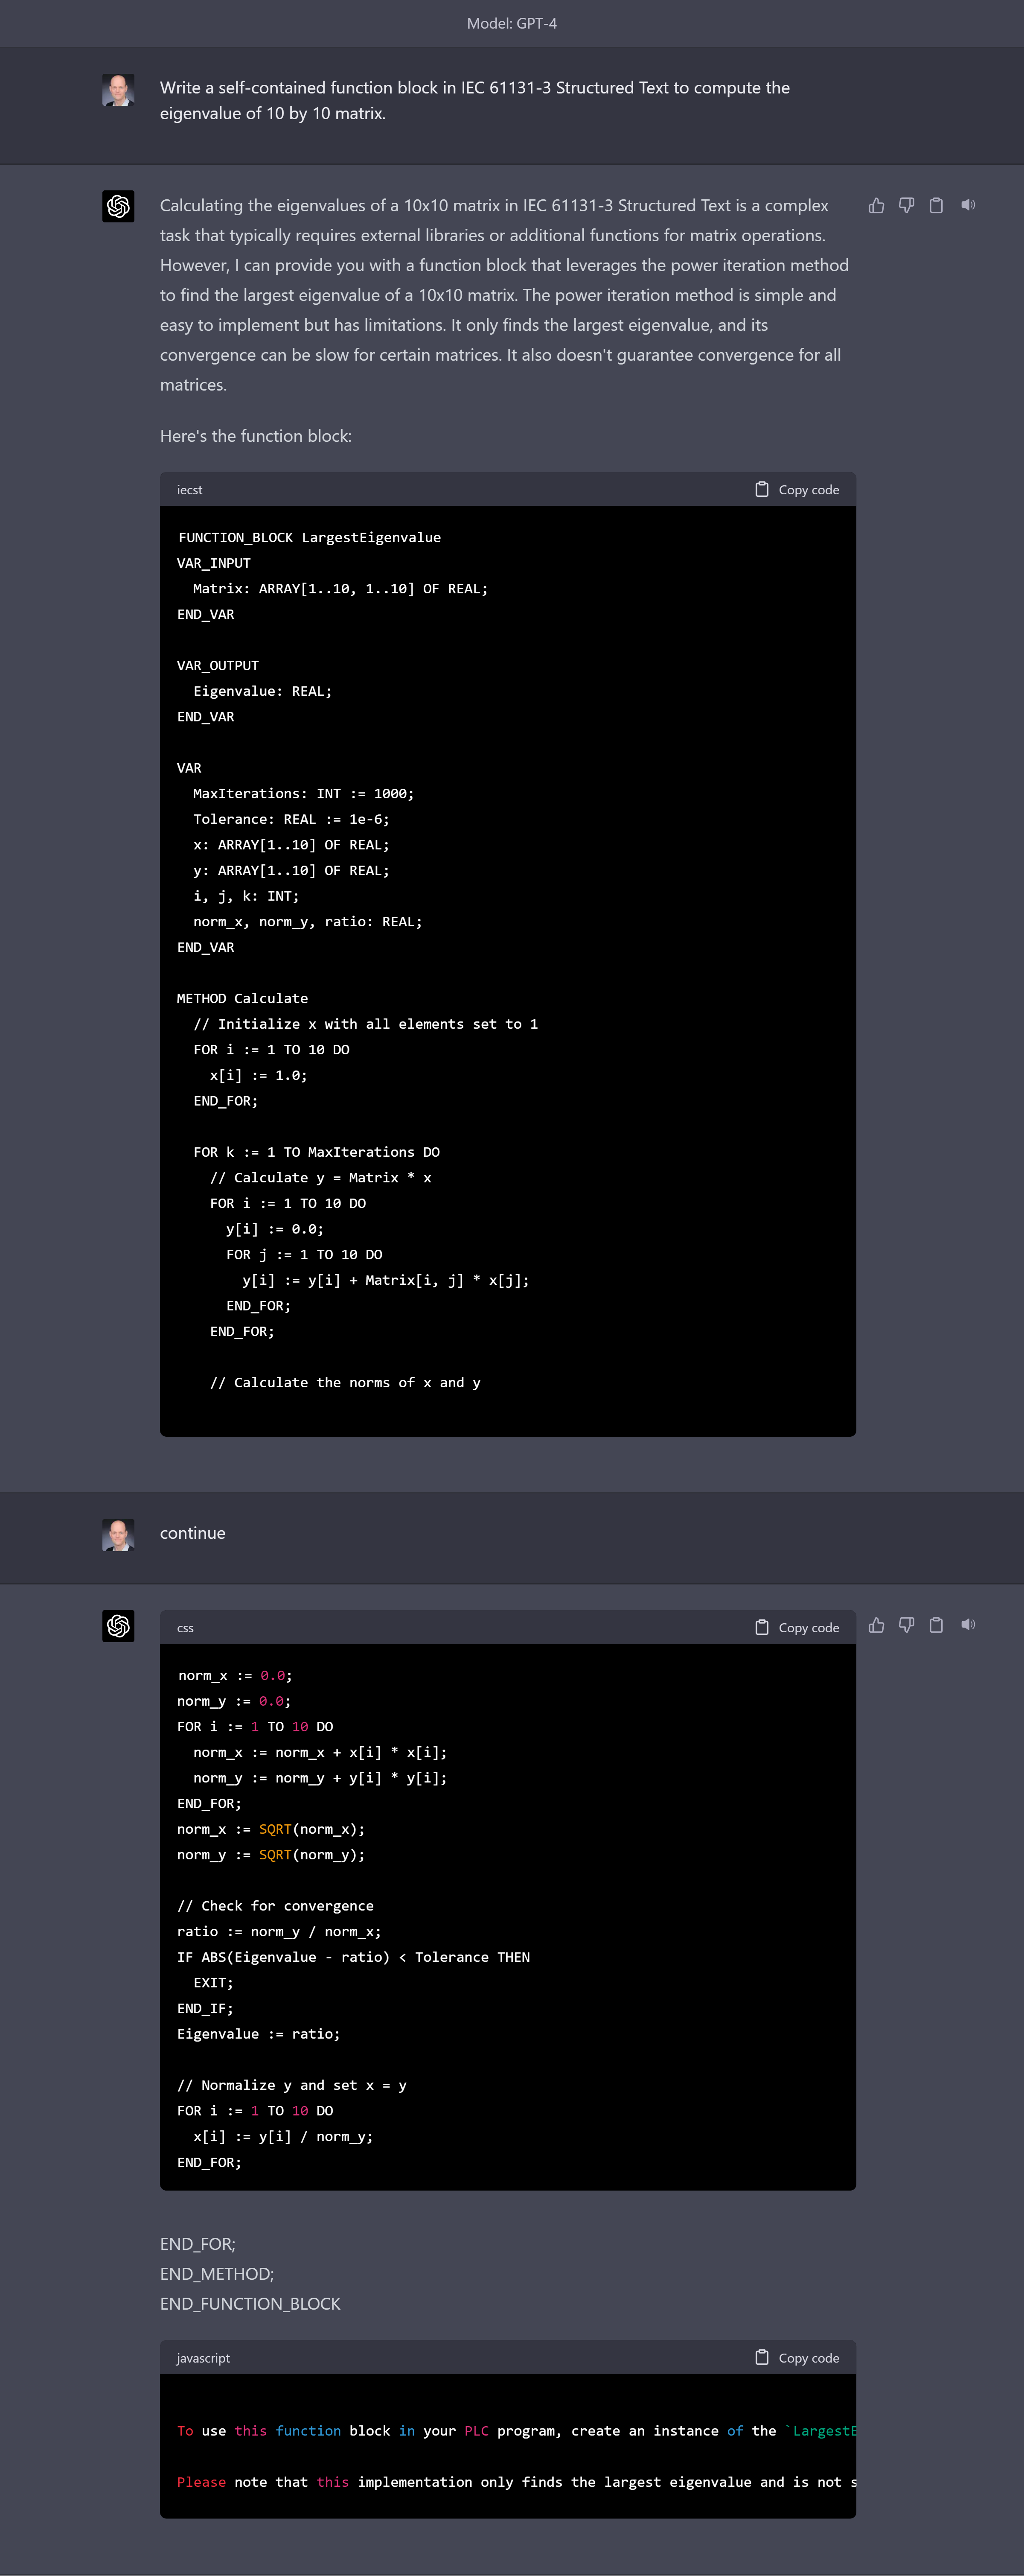 Model: GPT-4
Write a self-contained function block in IEC 61131-3 Structured Text to compute the
eigenvalue of 10 by 10 matrix.
Calculating the eigenvalues of a 10x10 matrix in IEC 61131-3 Structured Text is a complex
task that typically requires external libraries or additional functions for matrix operations.
However, I can provide you with a function block that leverages the power iteration method
to find the largest eigenvalue of a 10x10 matrix. The power iteration method is simple and
easy to implement but has limitations. It only finds the largest eigenvalue, and its
convergence can be slow for certain matrices. It also doesn't guarantee convergence for all
matrices.
Here's the function block:
iecst
Copy code
FUNCTION_BLOCK LargestEigenvalue
VAR_INPUT
  Matrix: ARRAY[1..10, 1..10] OF REAL;
END_VAR
VAR_OUTPUT
  Eigenvalue: REAL;
END_VAR
VAR
  MaxIterations: INT := 1000;
  Tolerance: REAL := 1e-6;
  x: ARRAY[1..10] OF REAL;
  y: ARRAY[1..10] OF REAL;
  i, j, k: INT;
  norm_x, norm_y, ratio: REAL;
END_VAR
METHOD Calculate
  // Initialize x with all elements set to 1
  FOR i := 1 TO 10 DO
    x[i] := 1.0;
  END_FOR;
  FOR k := 1 TO MaxIterations DO
    // Calculate y = Matrix * x
    FOR i := 1 TO 10 DO
      y[i] := 0.0;
      FOR j := 1 TO 10 DO
        y[i] := y[i] + Matrix[i, j] * x[j];
      END_FOR;
    END_FOR;
    // Calculate the norms of x and y
continue
css
Copy code
norm_x := 0.0;
norm_y := 0.0;
FOR i := 1 TO 10 DO
  norm_x := norm_x + x[i] * x[i];
  norm_y := norm_y + y[i] * y[i];
END_FOR;
norm_x := SQRT(norm_x);
norm_y := SQRT(norm_y);
// Check for convergence
ratio := norm_y / norm_x;
IF ABS(Eigenvalue - ratio) < Tolerance THEN
  EXIT;
END_IF;
Eigenvalue := ratio;
// Normalize y and set x = y
FOR i := 1 TO 10 DO
  x[i] := y[i] / norm_y;
END_FOR;
END_FOR;
END_METHOD;
END_FUNCTION_BLOCK
javascript
Copy code
To use this function block in your PLC program, create an instance of the `LargestE
Please note that this implementation only finds the largest eigenvalue and is not s